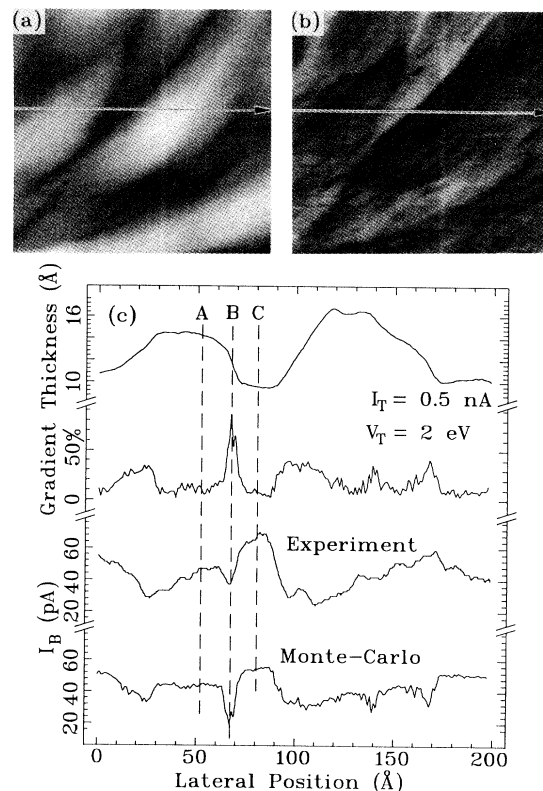 (a)
(b)
(c)
A B C
Thickness (Å)
16
10
I_T = 0.5 nA
V_T = 2 eV
Gradient
50%
0
Experiment
60
40
20
I_B (pA)
Monte-Carlo
60
40
20
0 50 100 150 200
Lateral Position (Å)